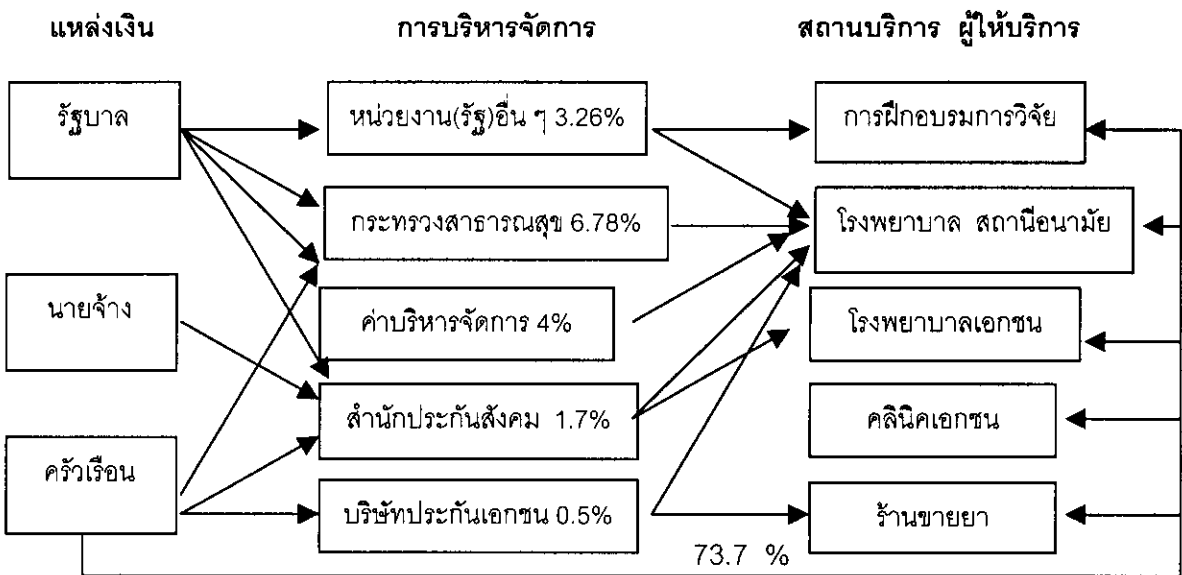 แหล่งเงิน การบริหารจัดการ สถานบริการ ผู้ให้บริการ
รัฐบาล หน่วยงาน(รัฐ)อื่น ๆ 3.26% การฝึกอบรมการวิจัย
กระทรวงสาธารณสุข 6.78% โรงพยาบาล สถานีอนามัย
นายจ้าง ค่าบริหารจัดการ 4% โรงพยาบาลเอกชน
สำนักประกันสังคม 1.7% คลินิคเอกชน
ครัวเรือน บริษัทประกันเอกชน 0.5% ร้านขายยา
73.7 %